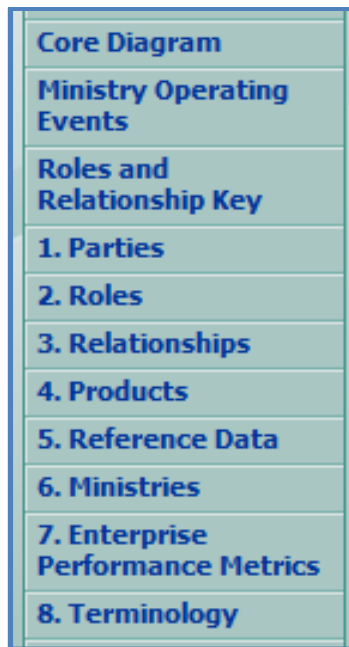 Core Diagram
Ministry Operating
Events
Roles and
Relationship Key
1. Parties
2. Roles
3. Relationships
4. Products
5. Reference Data
6. Ministries
7. Enterprise
Performance Metrics
8. Terminology